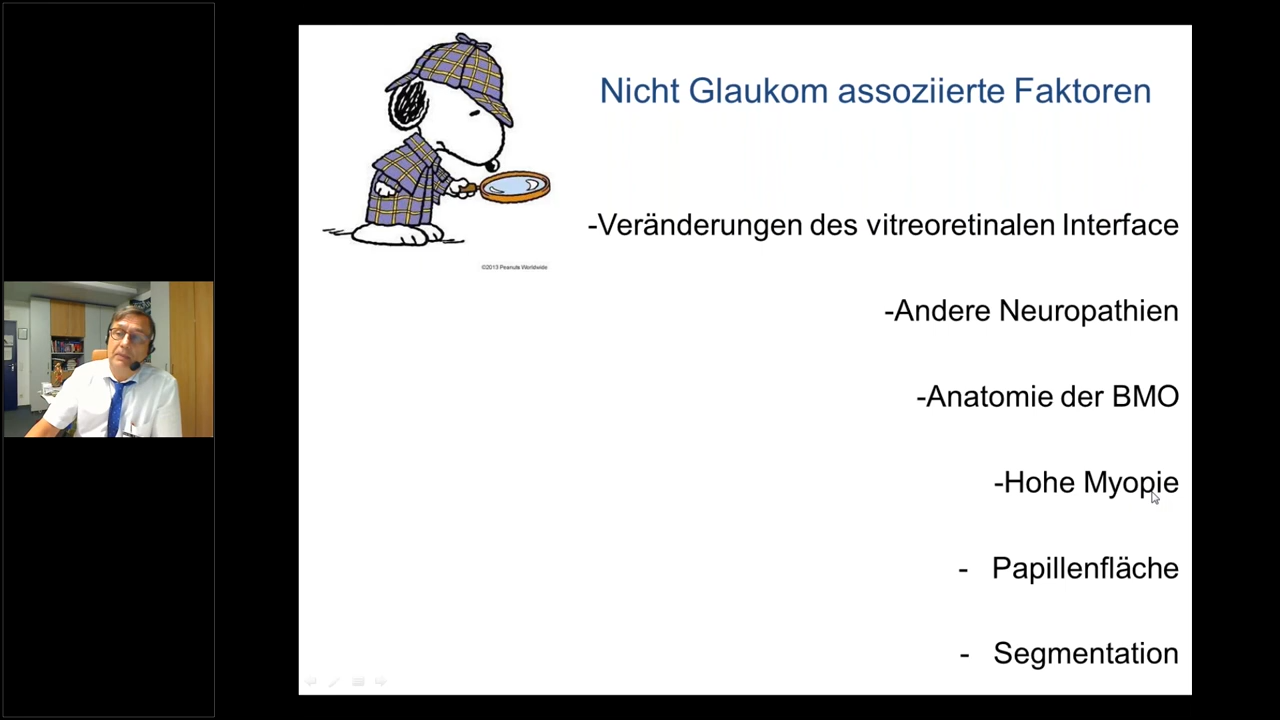 Nicht Glaukom assoziierte Faktoren
-Veränderungen des vitreoretinalen Interface
©2013 Peanuts Worldwide
-Andere Neuropathien
-Anatomie der BMO
-Hohe Myopie
- Papillenfläche
- Segmentation